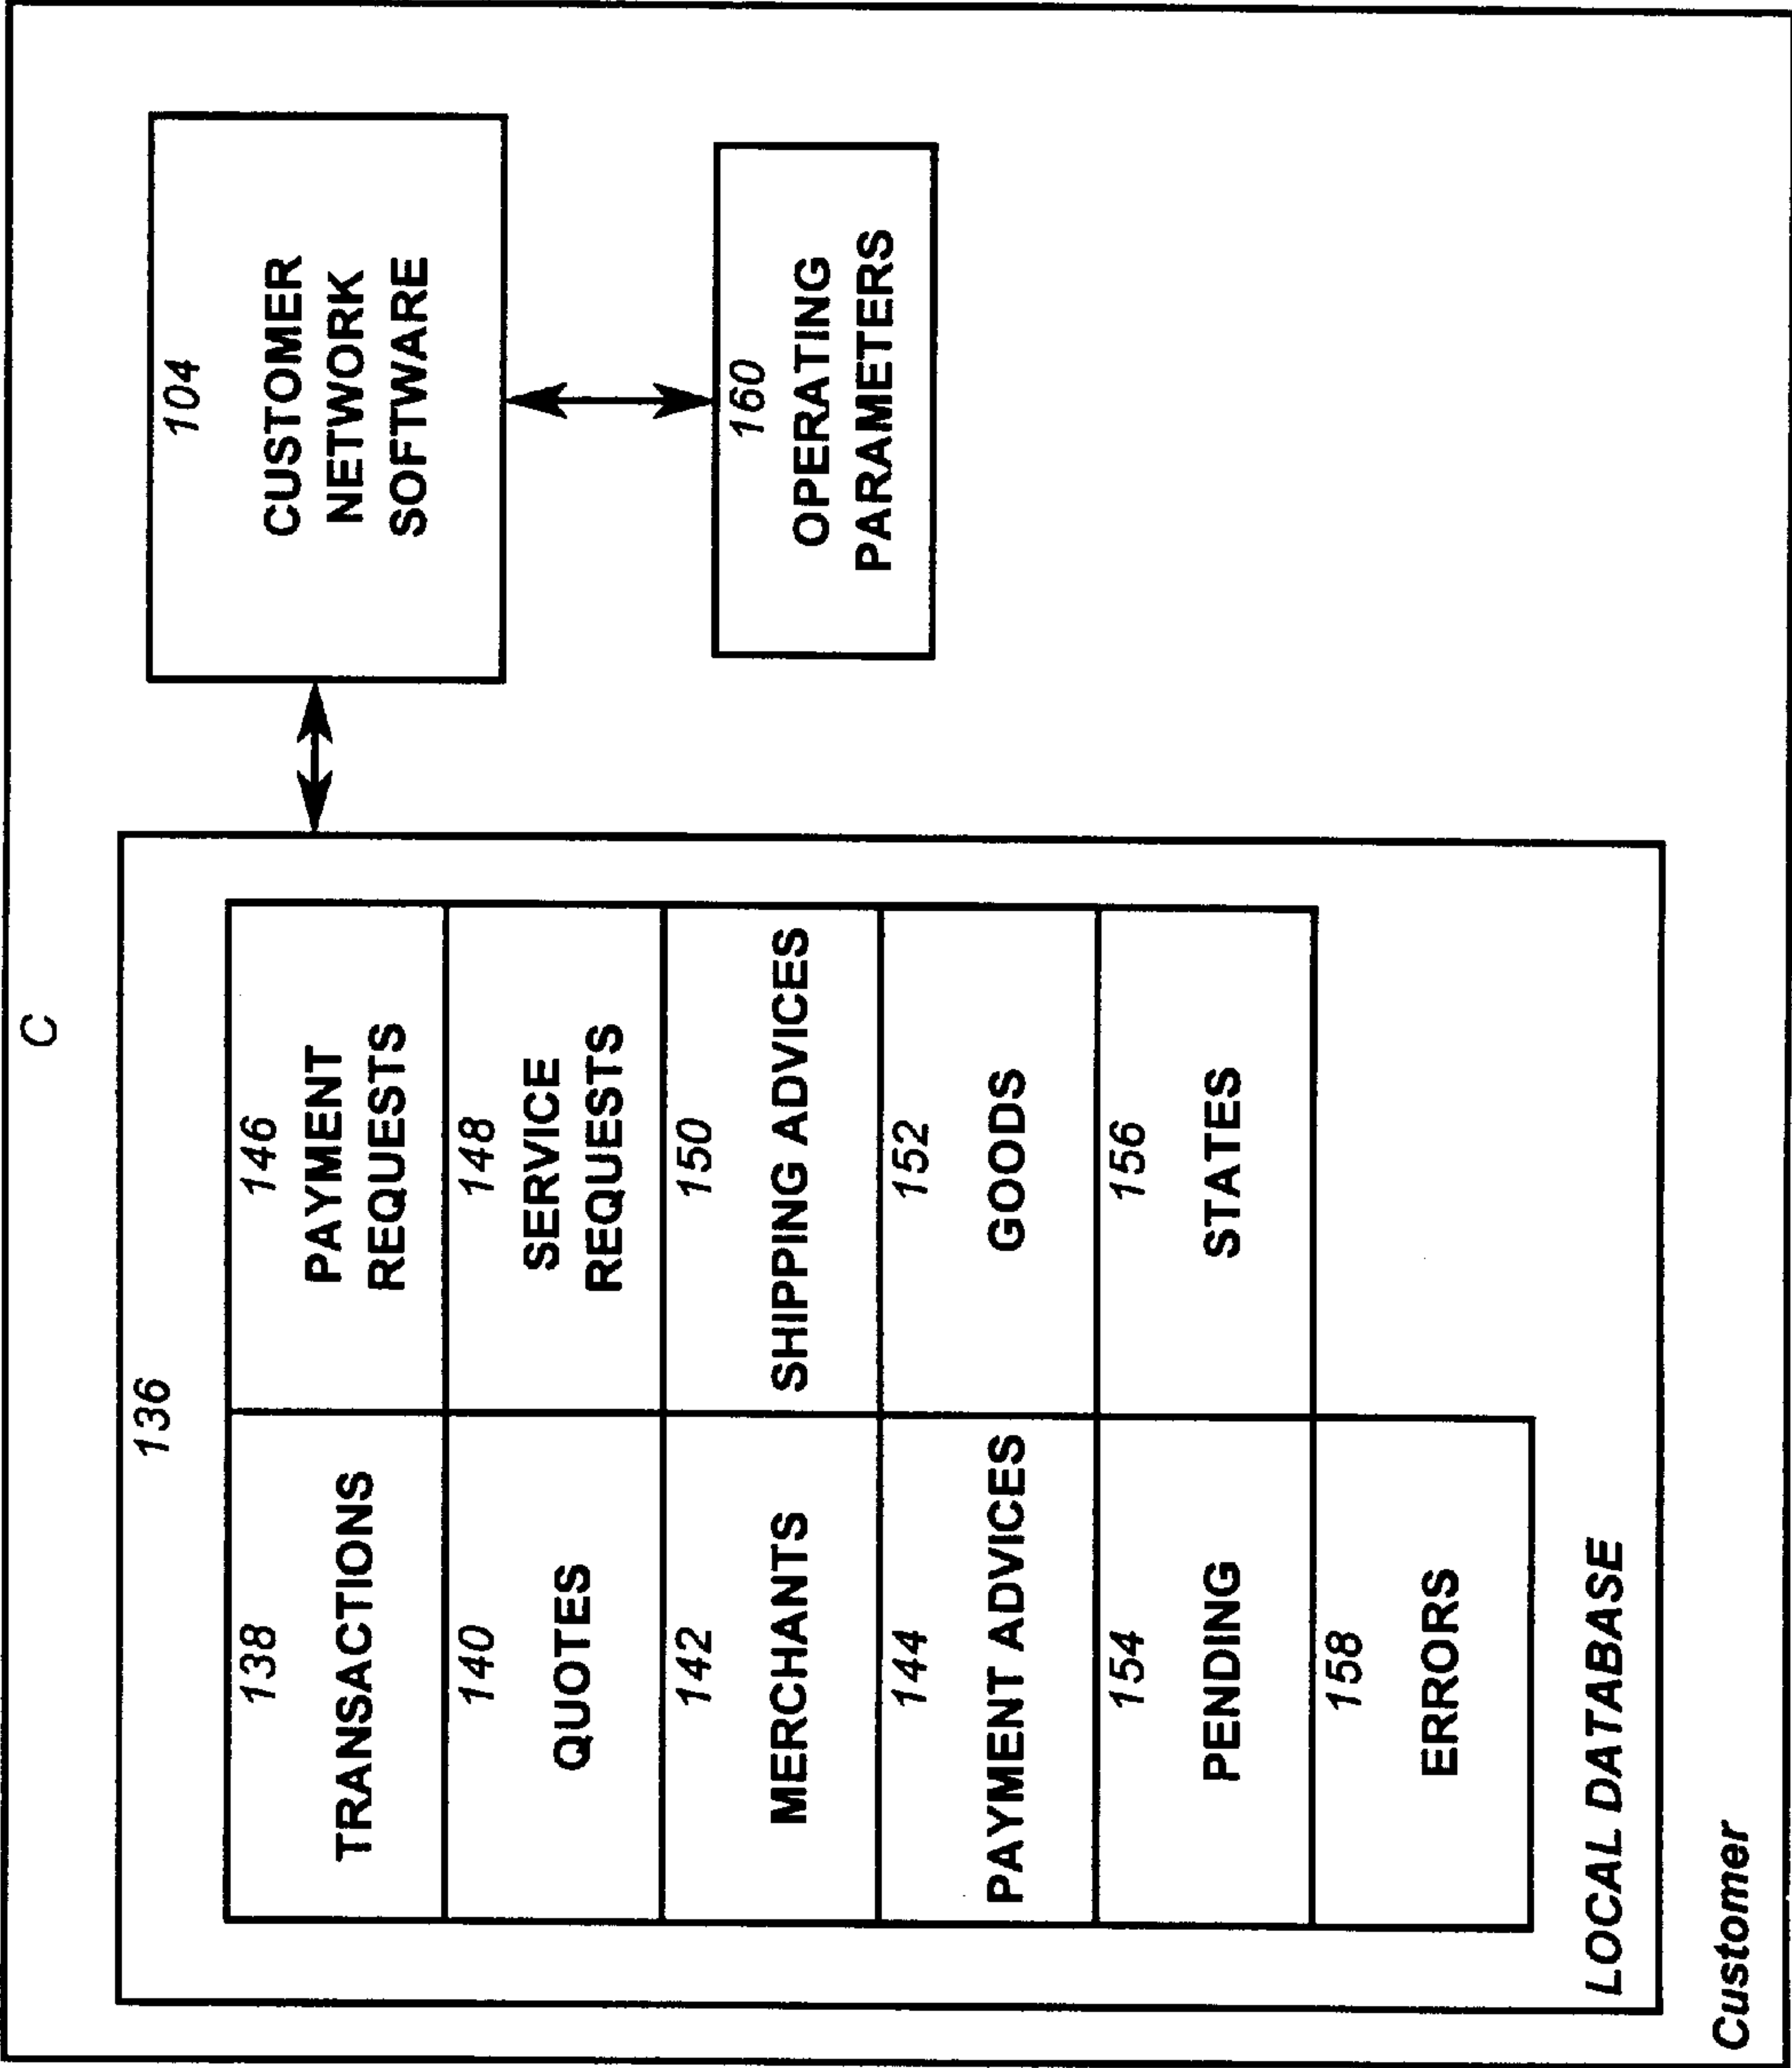 C
136
138
TRANSACTIONS
146
PAYMENT
REQUESTS
140
QUOTES
148
SERVICE
REQUESTS
142
MERCHANTS
150
SHIPPING ADVICES
144
PAYMENT ADVICES
152
GOODS
154
PENDING
156
STATES
158
ERRORS
LOCAL DATABASE
104
CUSTOMER
NETWORK
SOFTWARE
160
OPERATING
PARAMETERS
Customer